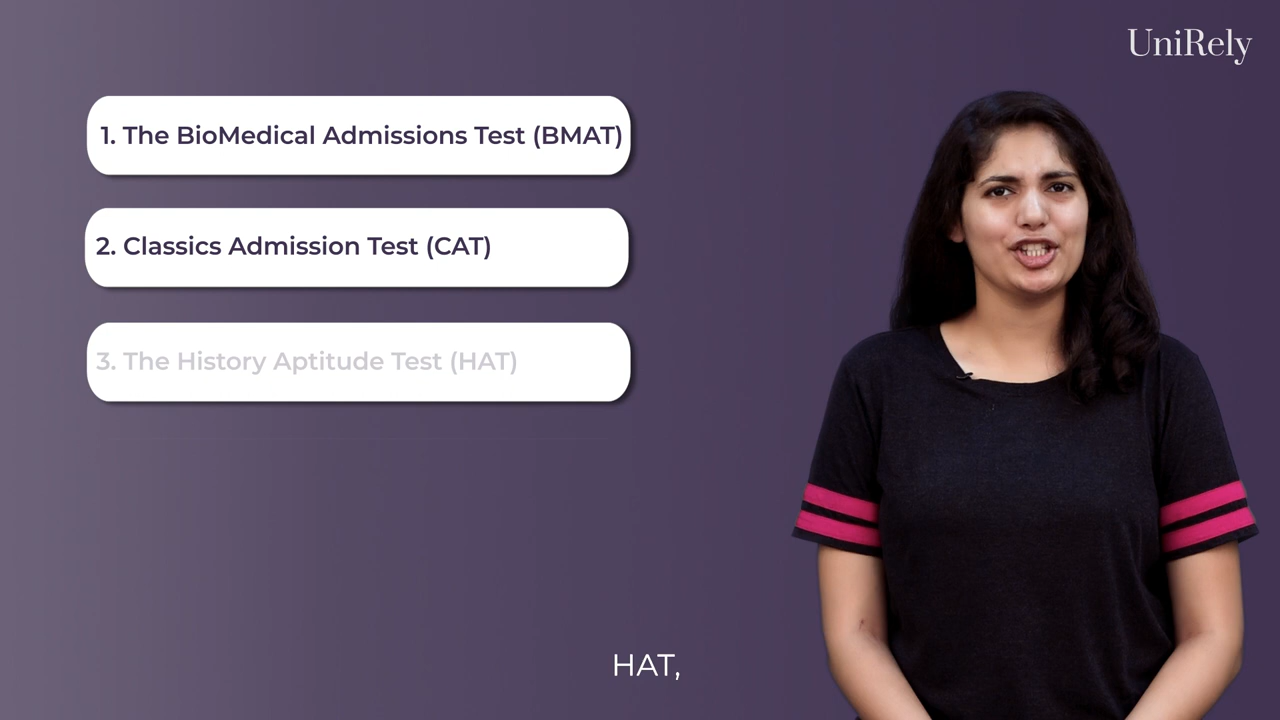 UniRely
1. The BioMedical Admissions Test (BMAT)
2. Classics Admission Test (CAT)
3. The History Aptitude Test (HAT)
HAT,